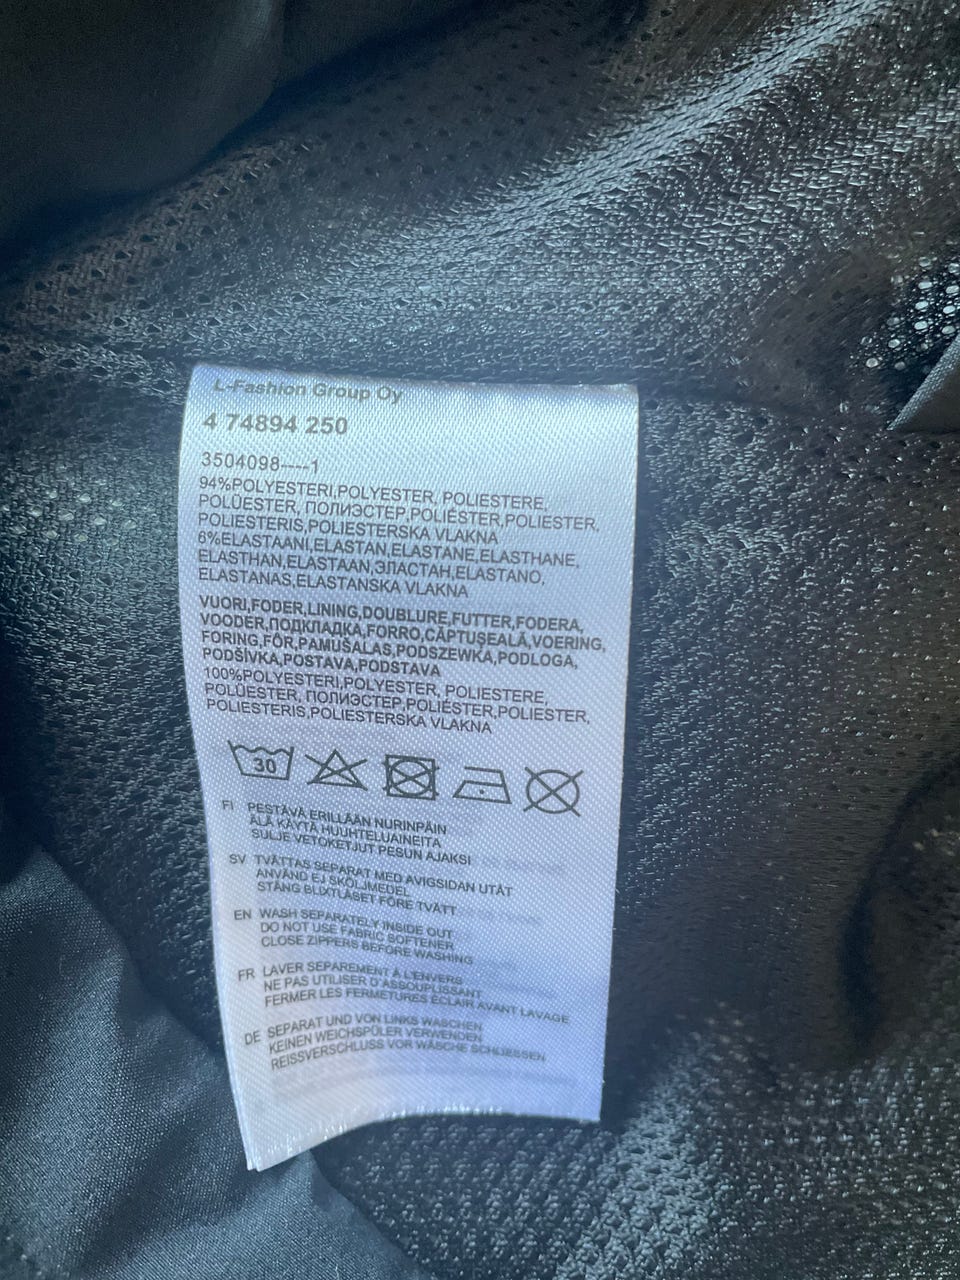 L-Fashion Group Oy
4 74894 250
3504098----1
94%POLYESTERI,POLYESTER, POLIESTERE,
POLÜESTER, ПОЛИЭСТЕР,POLIÉSTER,POLIESTER,
POLIESTERIS,POLIESTERSKA VLAKNA
6%ELASTAANI,ELASTAN,ELASTANE,ELASTHANE,
ELASTHAN,ELASTAAN,ЭЛАСТАН,ELASTANO,
ELASTANAS,ELASTANSKA VLAKNA
VUORI,FODER,LINING,DOUBLURE,FUTTER,FODERA,
VOODER,ПОДКЛАДКА,FORRO,CĂPTUŞEALĂ,VOERING,
FORING,FÔR,PAMUŠALAS,PODSZEWKA,PODLOGA,
PODŠÍVKA,POSTAVA,PODSTAVA
100%POLYESTERI,POLYESTER, POLIESTERE,
POLÜESTER, ПОЛИЭСТЕР,POLIÉSTER,POLIESTER,
POLIESTERIS,POLIESTERSKA VLAKNA
30
FI PESTÄVÄ ERILLÄÄN NURINPÄIN
ÄLÄ KÄYTÄ HUUHTELUAINEITA
SULJE VETOKETJUT PESUN AJAKSI
SV TVÄTTAS SEPARAT MED AVIGSIDAN UTÅT
ANVÄND EJ SKÖLJMEDEL
STÄNG BLIXTLÅSET FÖRE TVÄTT
EN WASH SEPARATELY INSIDE OUT
DO NOT USE FABRIC SOFTENER
CLOSE ZIPPERS BEFORE WASHING
FR LAVER SEPAREMENT À L'ENVERS
NE PAS UTILISER D'ASSOUPLISSANT
FERMER LES FERMETURES ÉCLAIR AVANT LAVAGE
DE SEPARAT UND VON LINKS WASCHEN
KEINEN WEICHSPÜLER VERWENDEN
REISSVERSCHLUSS VOR WÄSCHE SCHLIESSEN